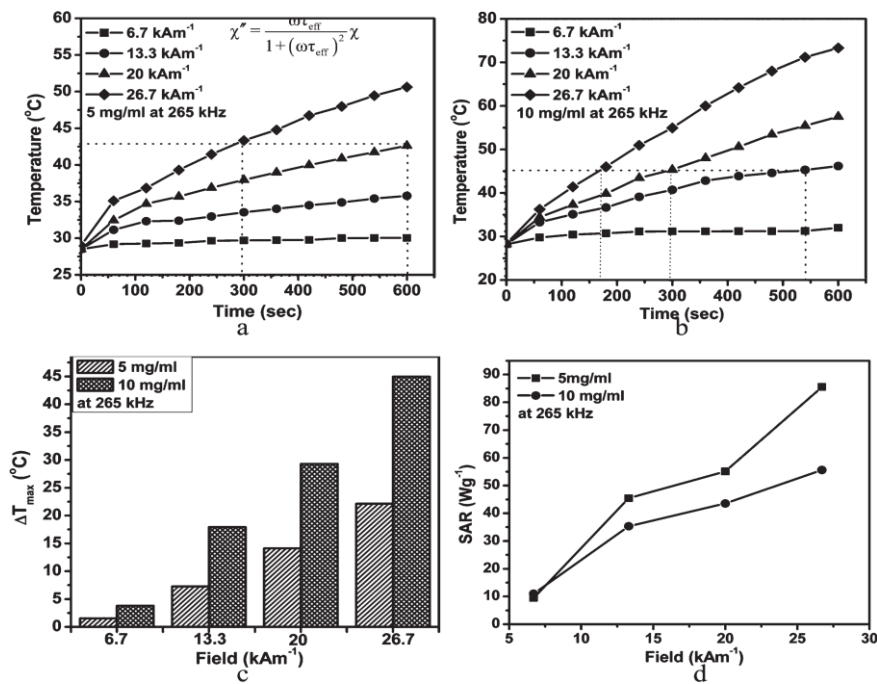 60
55
50
45
40
35
30
25
Temperature (°C)
6.7 kAm⁻¹
13.3 kAm⁻¹
20 kAm⁻¹
26.7 kAm⁻¹
5 mg/ml at 265 kHz
χ″ = ωτeff / 1 + (ωτeff)² χ
0 100 200 300 400 500 600
Time (sec)
a
80
70
60
50
40
30
20
Temperature (°C)
6.7 kAm⁻¹
13.3 kAm⁻¹
20 kAm⁻¹
26.7 kAm⁻¹
10 mg/ml at 265 kHz
0 100 200 300 400 500 600
Time (sec)
b
45
40
35
30
25
20
15
10
5
0
ΔTmax (°C)
5 mg/ml
10 mg/ml
at 265 kHz
6.7 13.3 20 26.7
Field (kAm⁻¹)
c
90
80
70
60
50
40
30
20
10
0
SAR (Wg⁻¹)
5mg/ml
10 mg/ml
at 265 kHz
5 10 15 20 25 30
Field (kAm⁻¹)
d